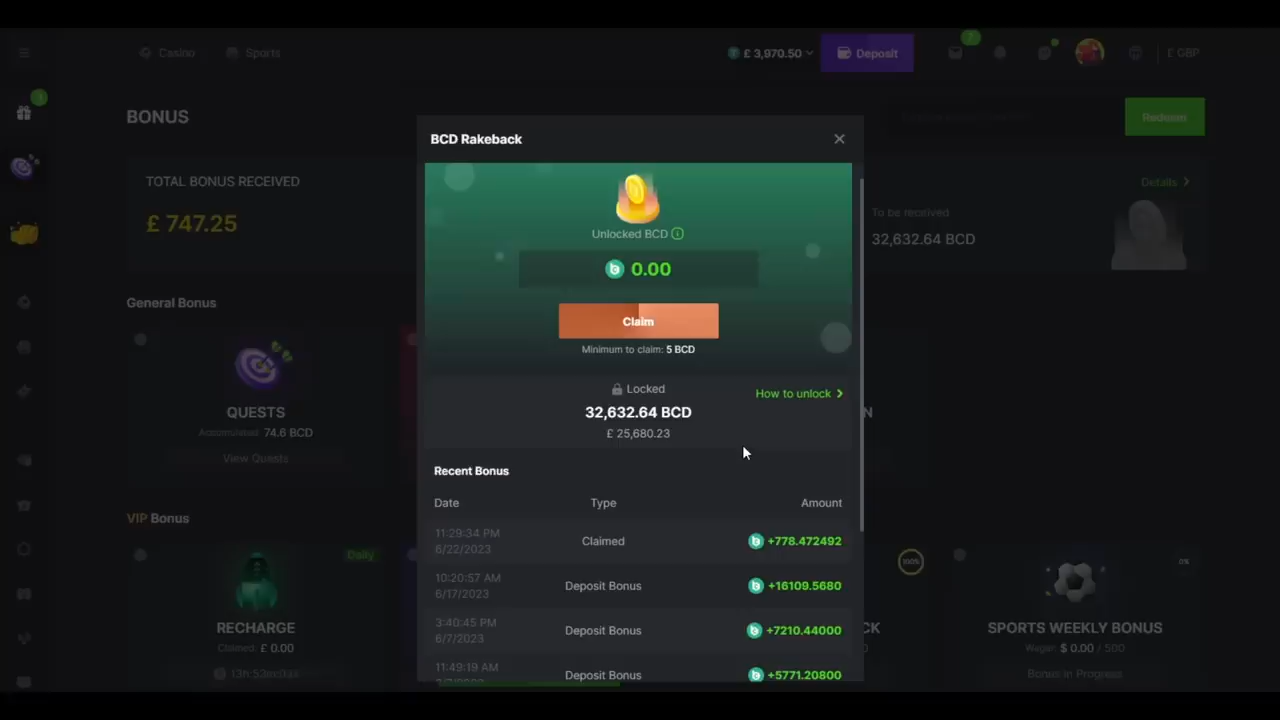 Casino
Sports
£ 3,970.50
Deposit
£ GBP
BONUS
Redeem
TOTAL BONUS RECEIVED
£ 747.25
Details
To be received
32,632.64 BCD
BCD Rakeback
Unlocked BCD
0.00
Claim
Minimum to claim: 5 BCD
Locked
32,632.64 BCD
£ 25,680.23
How to unlock
Recent Bonus
Date Type Amount
11:29:34 PM
6/22/2023
Claimed
+778.472492
10:20:57 AM
6/17/2023
Deposit Bonus
+16109.5680
3:40:45 PM
6/7/2023
Deposit Bonus
+7210.44000
11:49:19 AM
Deposit Bonus
+5771.20800
General Bonus
QUESTS
Accumulated: 74.6 BCD
View Quests
N
VIP Bonus
Daily
RECHARGE
Claimed: £ 0.00
100%
CK
0%
SPORTS WEEKLY BONUS
Wager: $ 0.00 / 500
Bonus in Progress